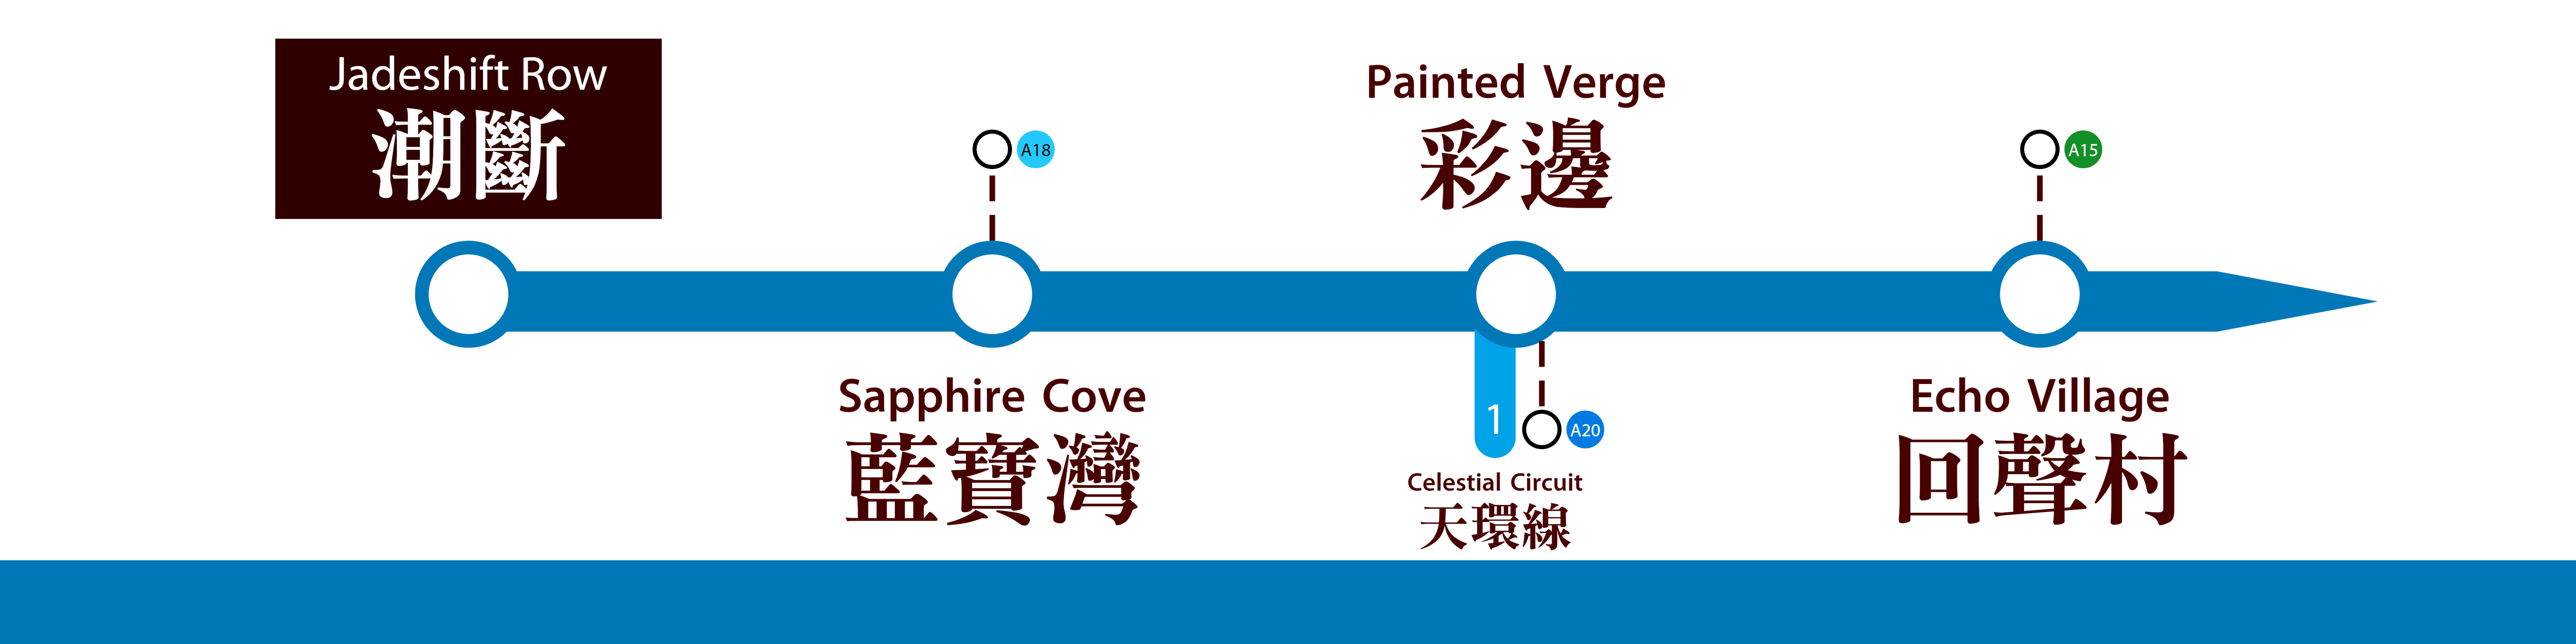 Jadeshift Row
潮斷
A18
Sapphire Cove
藍寶灣
Painted Verge
彩邊
1
A20
Celestial Circuit
天環線
A15
Echo Village
回聲村